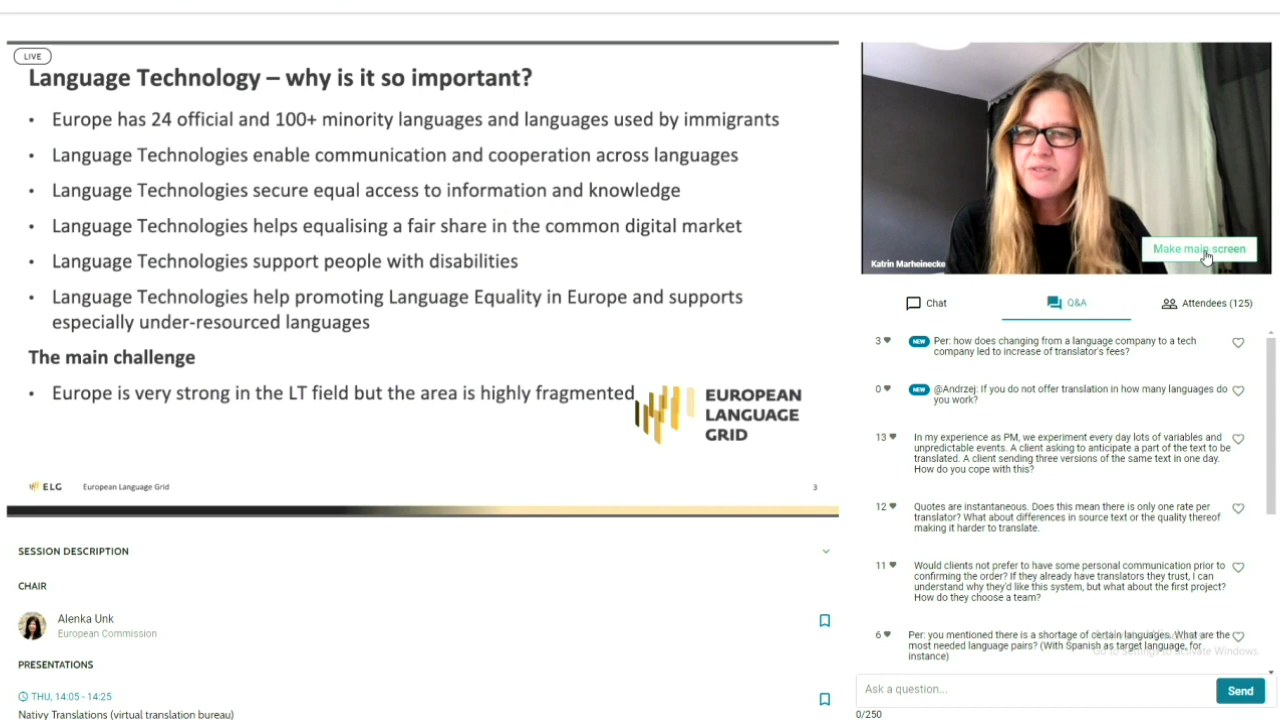 LIVE
Language Technology – why is it so important?
• Europe has 24 official and 100+ minority languages and languages used by immigrants
• Language Technologies enable communication and cooperation across languages
• Language Technologies secure equal access to information and knowledge
• Language Technologies helps equalising a fair share in the common digital market
• Language Technologies support people with disabilities
• Language Technologies help promoting Language Equality in Europe and supports
especially under-resourced languages
The main challenge
• Europe is very strong in the LT field but the area is highly fragmented
EUROPEAN
LANGUAGE
GRID
ELG European Language Grid 3
SESSION DESCRIPTION
CHAIR
Alenka Unk
European Commission
PRESENTATIONS
THU, 14:05 - 14:25
Nativy Translations (virtual translation bureau)
Make main screen
Katrin Marheinecke
Chat Q&A Attendees (125)
3 NEW Per: how does changing from a language company to a tech
company led to increase of translator's fees?
0 NEW @Andrzej: If you do not offer translation in how many languages do
you work?
13 In my experience as PM, we experiment every day lots of variables and
unpredictable events. A client asking to anticipate a part of the text to be
translated. A client sending three versions of the same text in one day.
How do you cope with this?
12 Quotes are instantaneous. Does this mean there is only one rate per
translator? What about differences in source text or the quality thereof
making it harder to translate.
11 Would clients not prefer to have some personal communication prior to
confirming the order? If they already have translators they trust, I can
understand why they'd like this system, but what about the first project?
How do they choose a team?
6 Per: you mentioned there is a shortage of certain languages. What are the
most needed language pairs? (With Spanish as target language, for
instance)
Go to Settings to activate Windows.
Ask a question...
Send
0/250